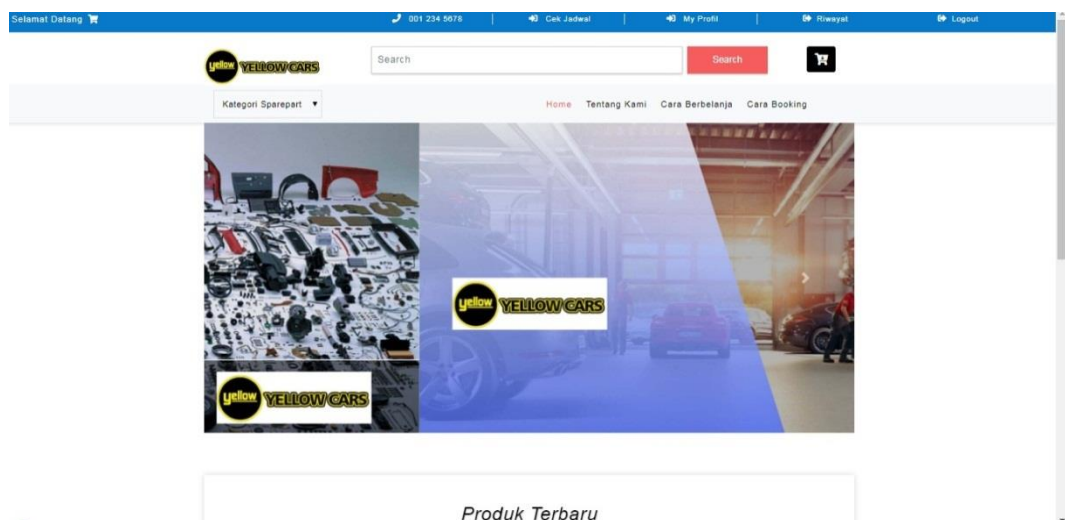 Selamat Datang
001 234 5678 | Cek Jadwal | My Profil | Riwayat Logout
yellow YELLOW CARS
Search
Search
Kategori Sparepart ▼
Home Tentang Kami Cara Berbelanja Cara Booking
yellow YELLOW CARS
yellow YELLOW CARS
Produk Terbaru